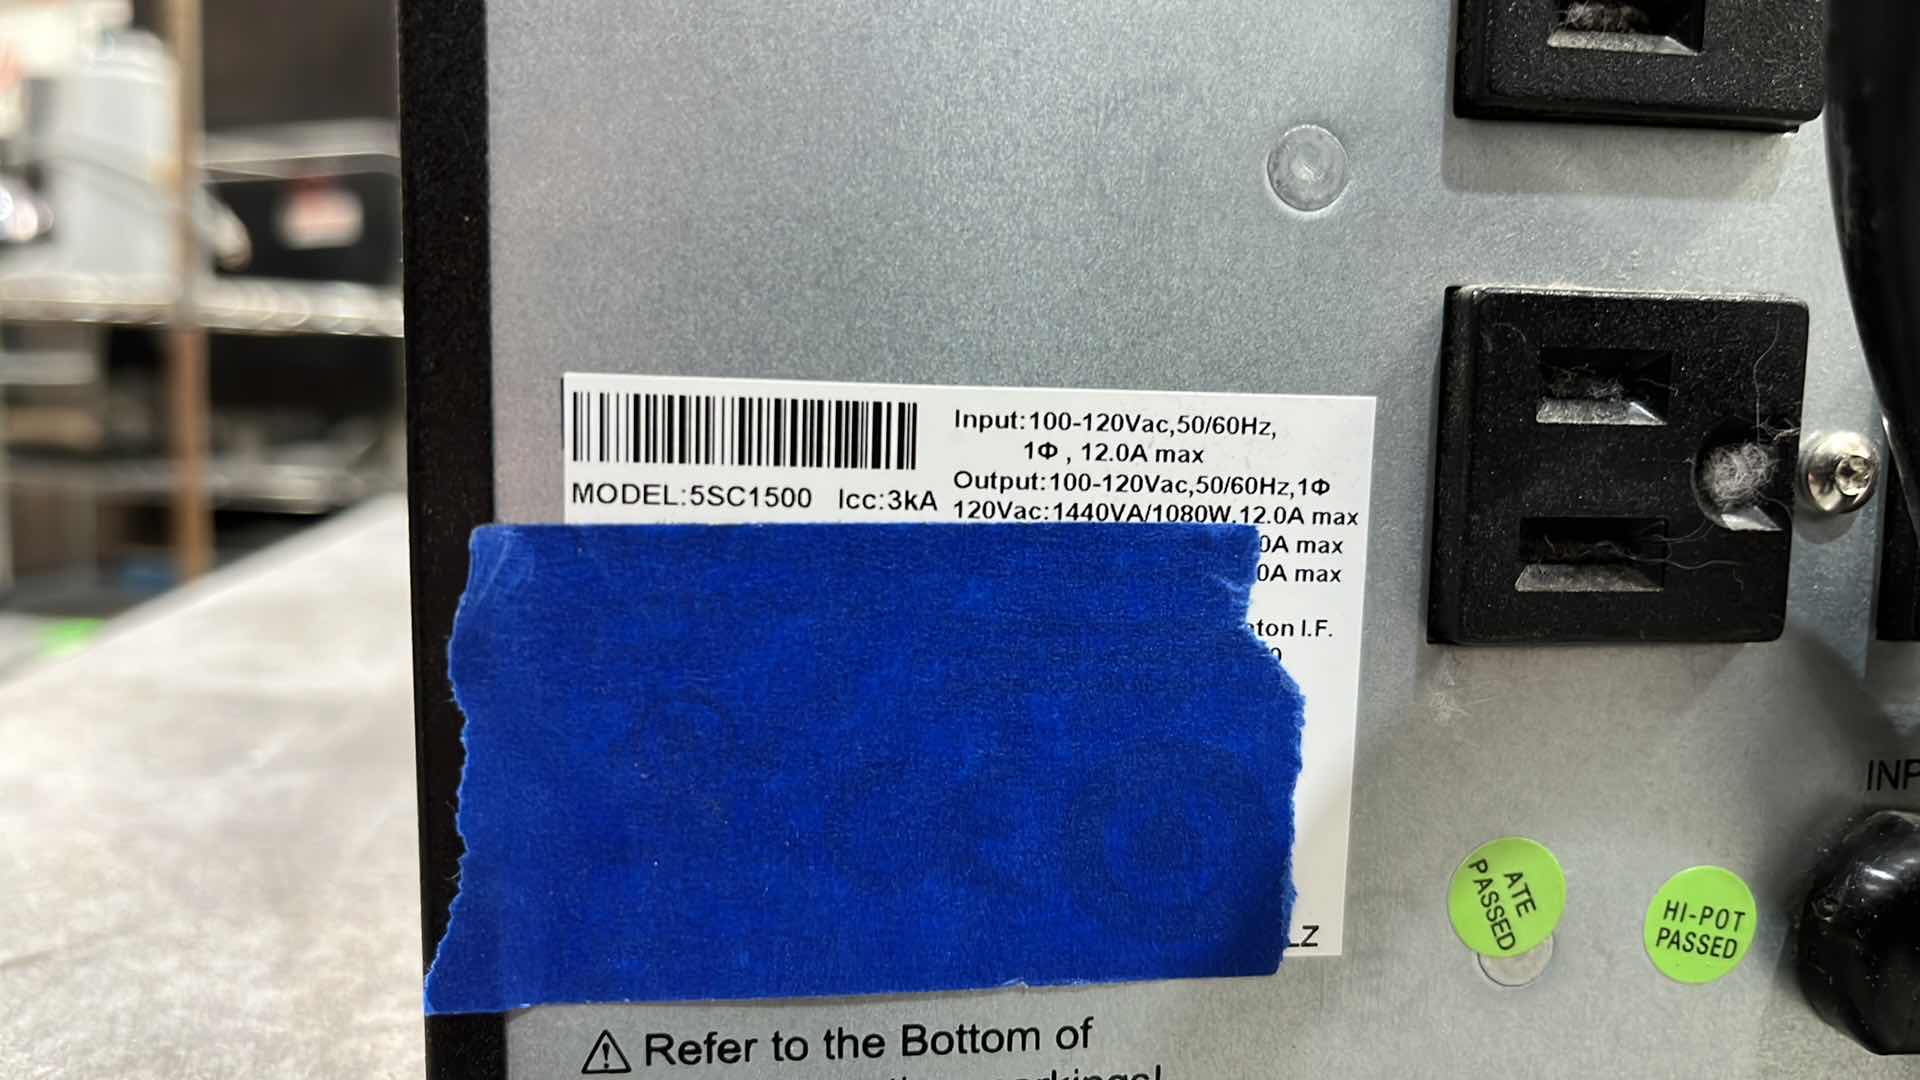 MODEL:5SC1500 Icc:3kA
Input:100-120Vac,50/60Hz,
1Φ , 12.0A max
Output:100-120Vac,50/60Hz,1Φ
120Vac:1440VA/1080W,12.0A max
0A max
0A max
ton I.F.
LZ
ATE
PASSED
HI-POT
PASSED
INP
⚠ Refer to the Bottom of